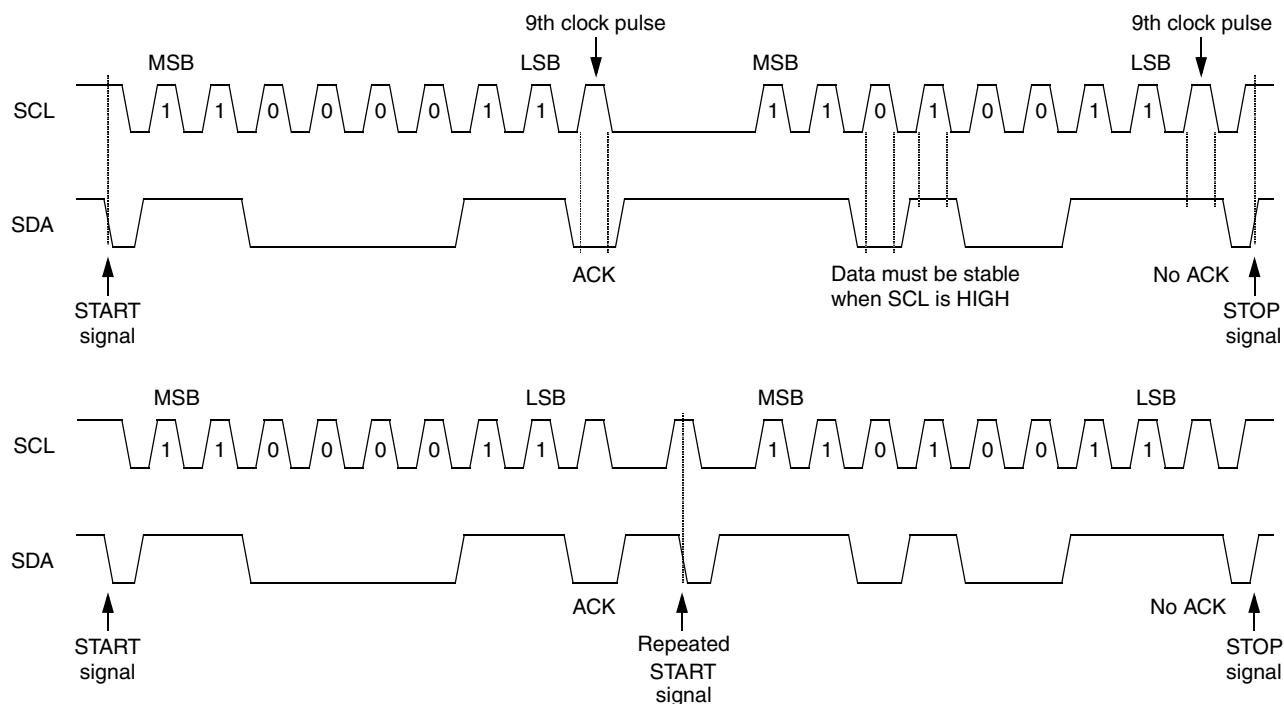 9th clock pulse 9th clock pulse
MSB LSB MSB LSB
SCL 1 1 0 0 0 0 1 1 1 1 0 1 0 0 1 1
SDA
ACK Data must be stable No ACK
when SCL is HIGH
START STOP
signal signal
MSB LSB MSB LSB
SCL 1 1 0 0 0 0 1 1 1 1 0 1 0 0 1 1
SDA
ACK No ACK
START Repeated STOP
signal START signal
signal